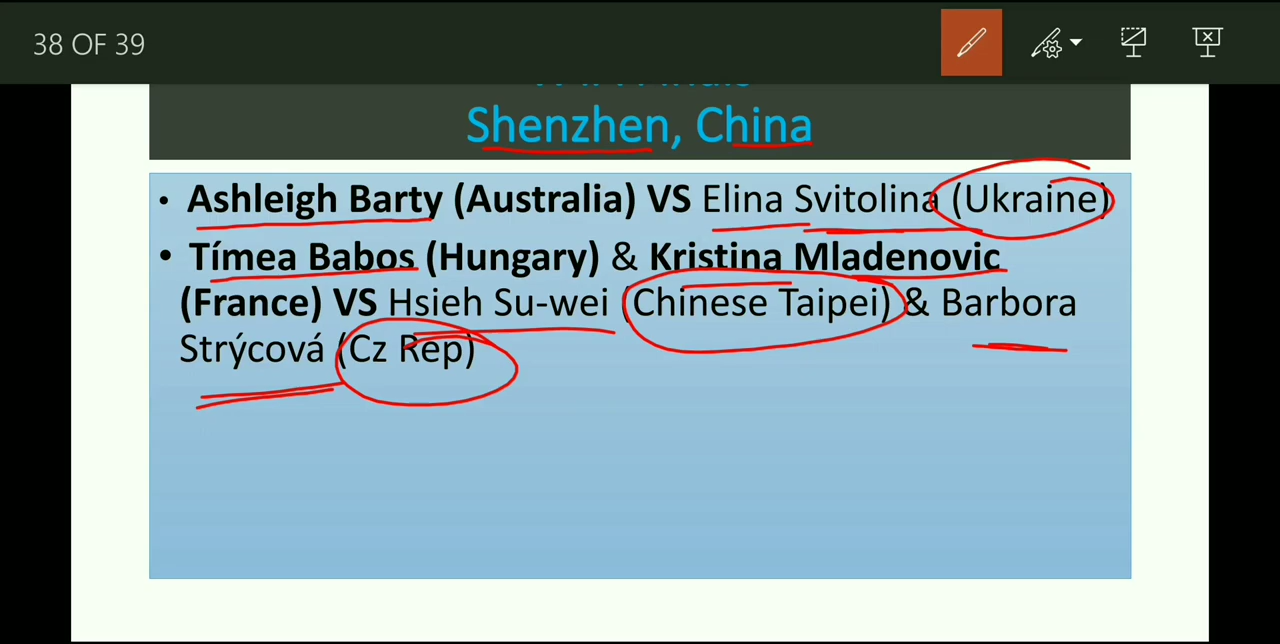 38 OF 39
Shenzhen, China
• Ashleigh Barty (Australia) VS Elina Svitolina (Ukraine)
• Tímea Babos (Hungary) & Kristina Mladenovic
(France) VS Hsieh Su-wei (Chinese Taipei) & Barbora
Strýcová (Cz Rep)